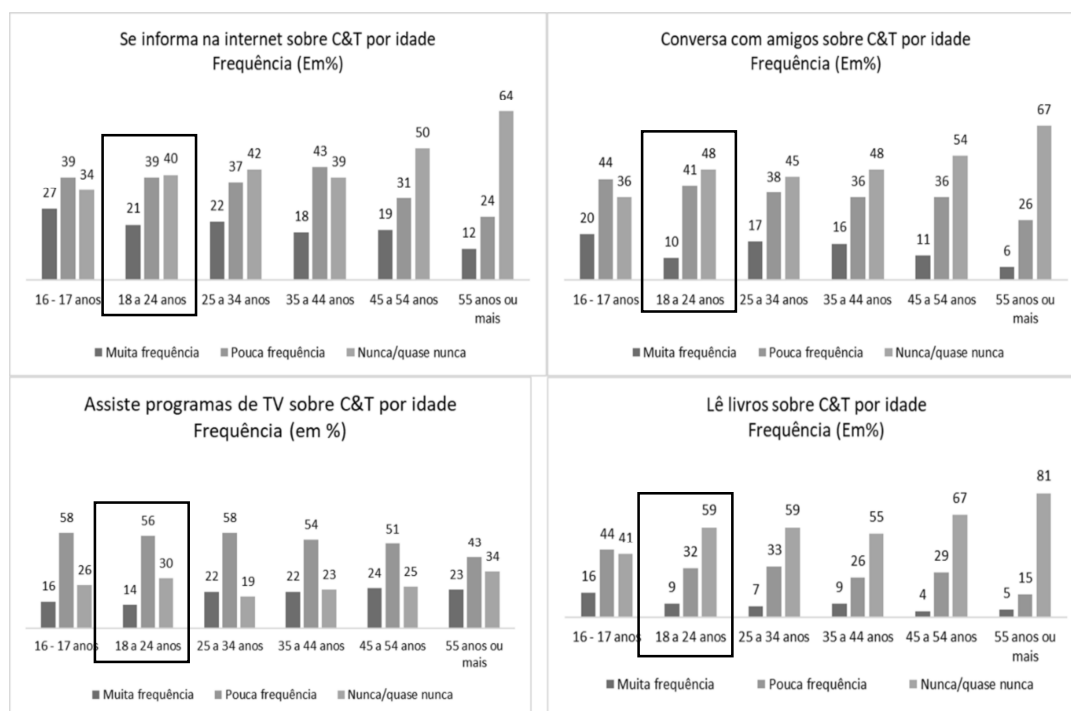 Se informa na internet sobre C&T por idade
Frequência (Em%)
27 39 34
21 39 40
22 37 42
18 43 39
19 31 50
12 24 64
16 - 17 anos 18 a 24 anos 25 a 34 anos 35 a 44 anos 45 a 54 anos 55 anos ou
mais
Muita frequência Pouca frequência Nunca/quase nunca
Conversa com amigos sobre C&T por idade
Frequência (Em%)
20 44 36
10 41 48
17 38 45
16 36 48
11 36 54
6 26 67
16 - 17 anos 18 a 24 anos 25 a 34 anos 35 a 44 anos 45 a 54 anos 55 anos ou
mais
Muita frequência Pouca frequência Nunca/quase nunca
Assiste programas de TV sobre C&T por idade
Frequência (em %)
16 58 26
14 56 30
22 58 19
22 54 23
24 51 25
23 43 34
16 - 17 anos 18 a 24 anos 25 a 34 anos 35 a 44 anos 45 a 54 anos 55 anos ou
mais
Muita frequência Pouca frequência Nunca/quase nunca
Lê livros sobre C&T por idade
Frequência (Em%)
16 44 41
9 32 59
7 33 59
9 26 55
4 29 67
5 15 81
16 - 17 anos 18 a 24 anos 25 a 34 anos 35 a 44 anos 45 a 54 anos 55 anos ou
mais
Muita frequência Pouca frequência Nunca/quase nunca